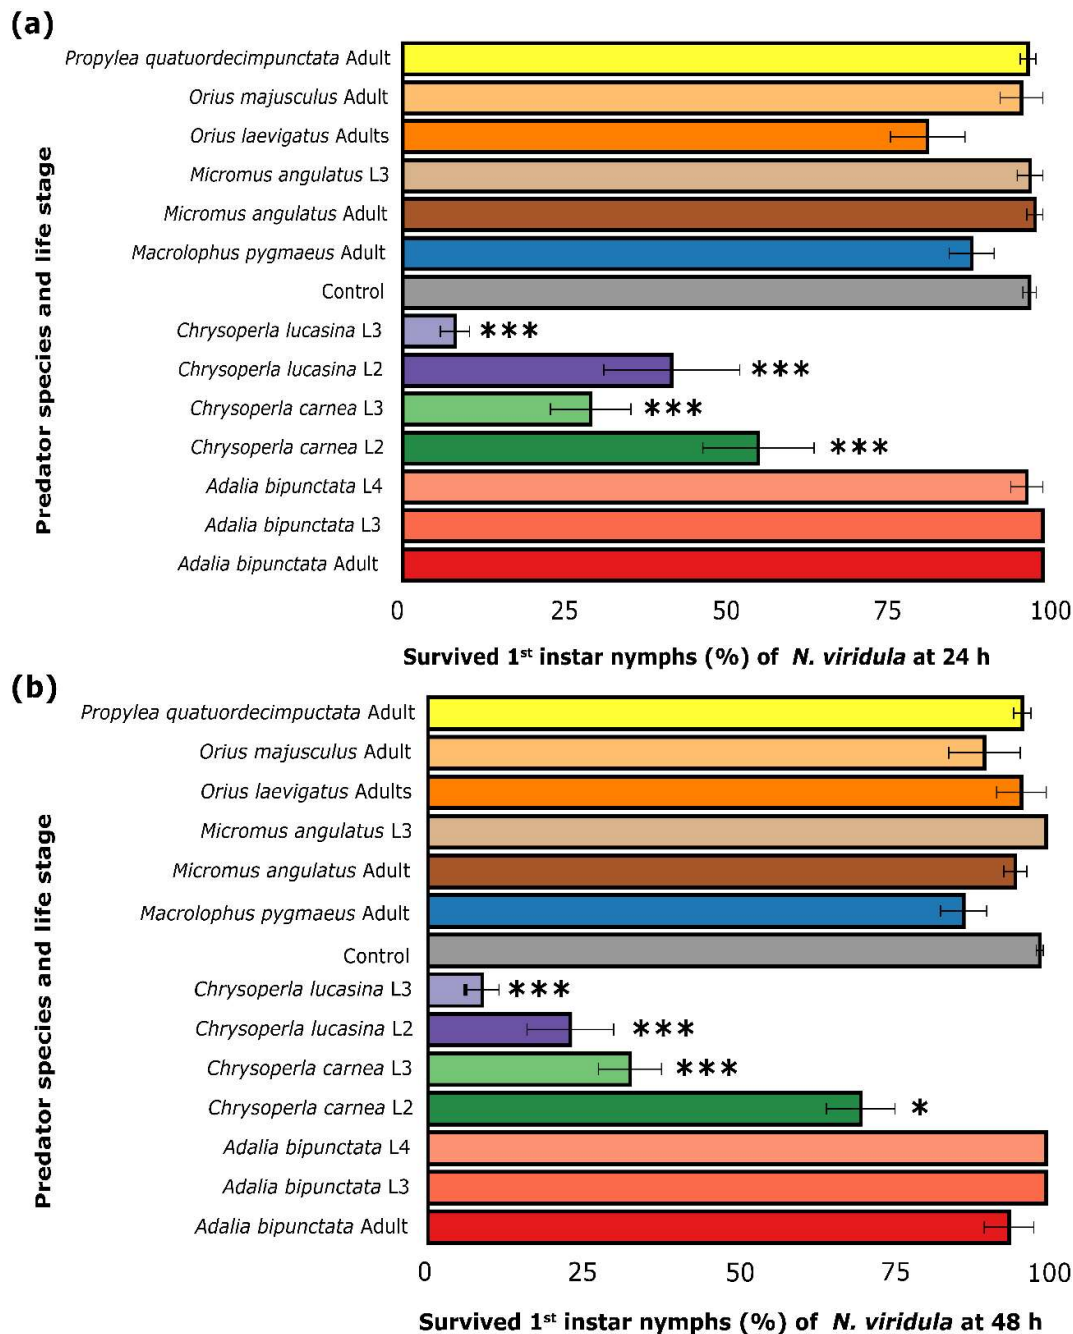 (a)
Predator species and life stage
Propylea quatuordecimpunctata Adult
Orius majusculus Adult
Orius laevigatus Adults
Micromus angulatus L3
Micromus angulatus Adult
Macrolophus pygmaeus Adult
Control
Chrysoperla lucasina L3 ***
Chrysoperla lucasina L2 ***
Chrysoperla carnea L3 ***
Chrysoperla carnea L2 ***
Adalia bipunctata L4
Adalia bipunctata L3
Adalia bipunctata Adult
0 25 50 75 100
Survived 1st instar nymphs (%) of N. viridula at 24 h
(b)
Predator species and life stage
Propylea quatuordecimpuctata Adult
Orius majusculus Adult
Orius laevigatus Adults
Micromus angulatus L3
Micromus angulatus Adult
Macrolophus pygmaeus Adult
Control
Chrysoperla lucasina L3 ***
Chrysoperla lucasina L2 ***
Chrysoperla carnea L3 ***
Chrysoperla carnea L2 *
Adalia bipunctata L4
Adalia bipunctata L3
Adalia bipunctata Adult
0 25 50 75 100
Survived 1st instar nymphs (%) of N. viridula at 48 h